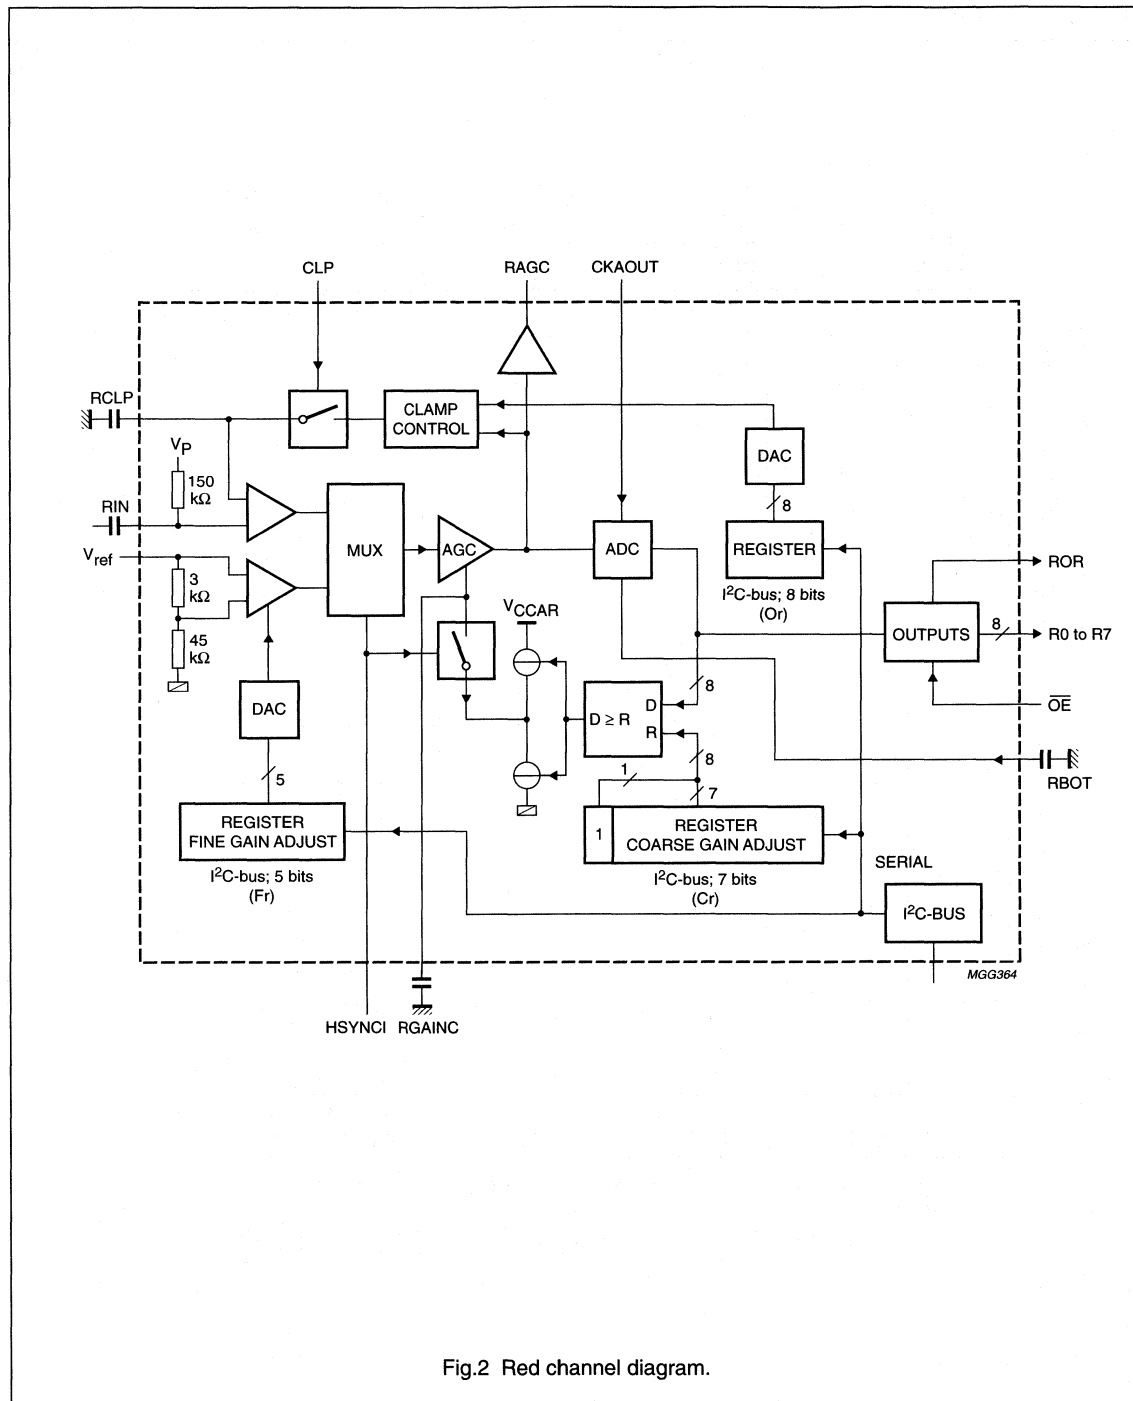 CLP
RAGC
CKAOUT
RCLP
CLAMP
CONTROL
DAC
VP
150
kΩ
8
RIN
MUX
AGC
ADC
REGISTER
Vref
ROR
3
kΩ
I²C-bus; 8 bits
(Or)
VCCAR
OUTPUTS
8
R0 to R7
45
kΩ
8
D ≥ R
D
R
OE
DAC
8
1
7
RBOT
5
REGISTER
FINE GAIN ADJUST
1
REGISTER
COARSE GAIN ADJUST
SERIAL
I²C-bus; 5 bits
(Fr)
I²C-bus; 7 bits
(Cr)
I²C-BUS
MGG364
HSYNCI
RGAINC
Fig.2 Red channel diagram.